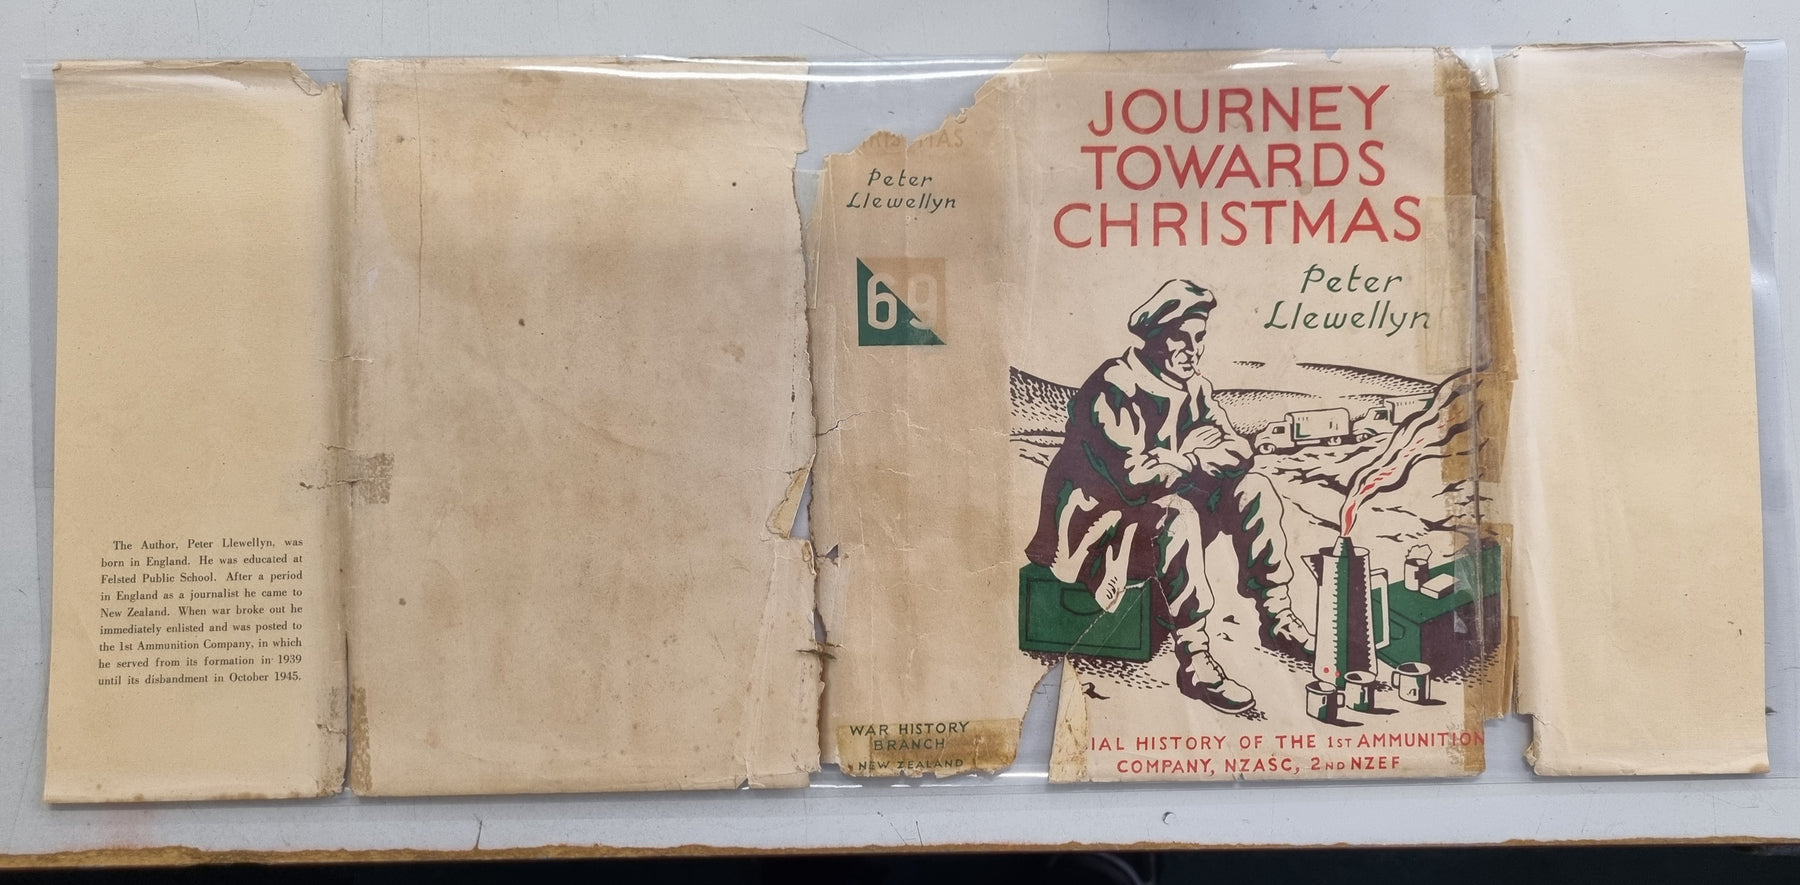 The Author, Peter Llewellyn, was
born in England. He was educated at
Felsted Public School. After a period
in England as a journalist he came to
New Zealand. When war broke out he
immediately enlisted and was posted to
the 1st Ammunition Company, in which
he served from its formation in 1939
until its disbandment in October 1945.
Peter
Llewellyn
69
WAR HISTORY
BRANCH
NEW ZEALAND
JOURNEY
TOWARDS
CHRISTMAS
Peter
Llewellyn
IAL HISTORY OF THE 1ST AMMUNITION
COMPANY, NZASC, 2ND NZEF